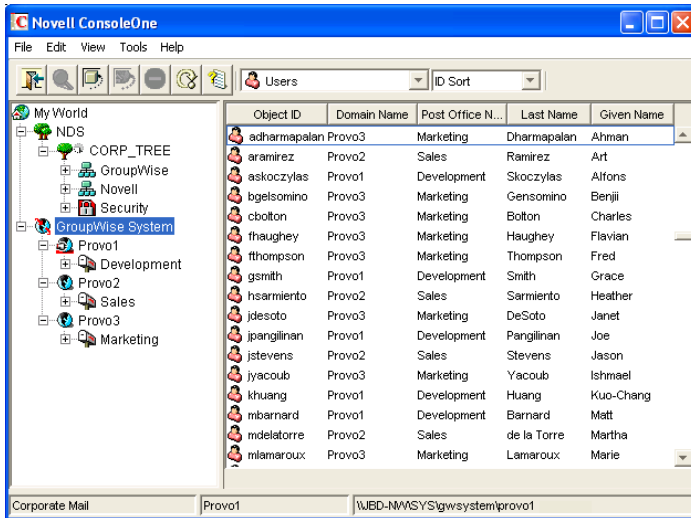 Novell ConsoleOne
File Edit View Tools Help
Users
ID Sort
My World
NDS
CORP_TREE
GroupWise
Novell
Security
GroupWise System
Provo1
Development
Provo2
Sales
Provo3
Marketing
Object ID Domain Name Post Office N... Last Name Given Name
adharmapalan Provo3 Marketing Dharmapalan Ahman
aramirez Provo2 Sales Ramirez Art
askoczylas Provo1 Development Skoczylas Alfons
bgelsomino Provo3 Marketing Gensomino Benjii
cbolton Provo3 Marketing Bolton Charles
fhaughey Provo3 Marketing Haughey Flavian
fthompson Provo3 Marketing Thompson Fred
gsmith Provo1 Development Smith Grace
hsarmiento Provo2 Sales Sarmiento Heather
jdesoto Provo3 Marketing DeSoto Janet
jpangilinan Provo1 Development Pangilinan Joe
jstevens Provo2 Sales Stevens Jason
jyacoub Provo3 Marketing Yacoub Ishmael
khuang Provo1 Development Huang Kuo-Chang
mbarnard Provo1 Development Barnard Matt
mdelatorre Provo2 Sales de la Torre Martha
mlamaroux Provo3 Marketing Lamaroux Marie
Corporate Mail Provo1 \\JBD-NW\SYS\gwsystem\provo1